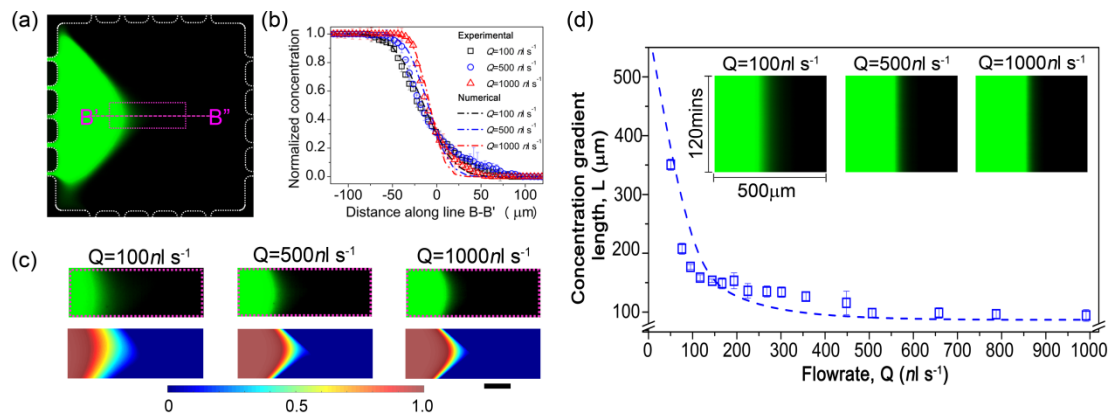 (a)
B'
B"
(b)
Normalized concentration
1.0
0.8
0.6
0.4
0.2
0.0
Experimental
Q=100 nl s⁻¹
Q=500 nl s⁻¹
Q=1000 nl s⁻¹
Numerical
Q=100 nl s⁻¹
Q=500 nl s⁻¹
Q=1000 nl s⁻¹
-100 -50 0 50 100
Distance along line B-B' ( μm)
(c)
Q=100nl s⁻¹
Q=500nl s⁻¹
Q=1000nl s⁻¹
0 0.5 1.0
(d)
Concentration gradient
length, L (μm)
500
400
350
200
100
Q=100nl s⁻¹
Q=500nl s⁻¹
Q=1000nl s⁻¹
120mins
500μm
0 100 200 300 400 500 600 700 800 900 1000
Flowrate, Q (nl s⁻¹)